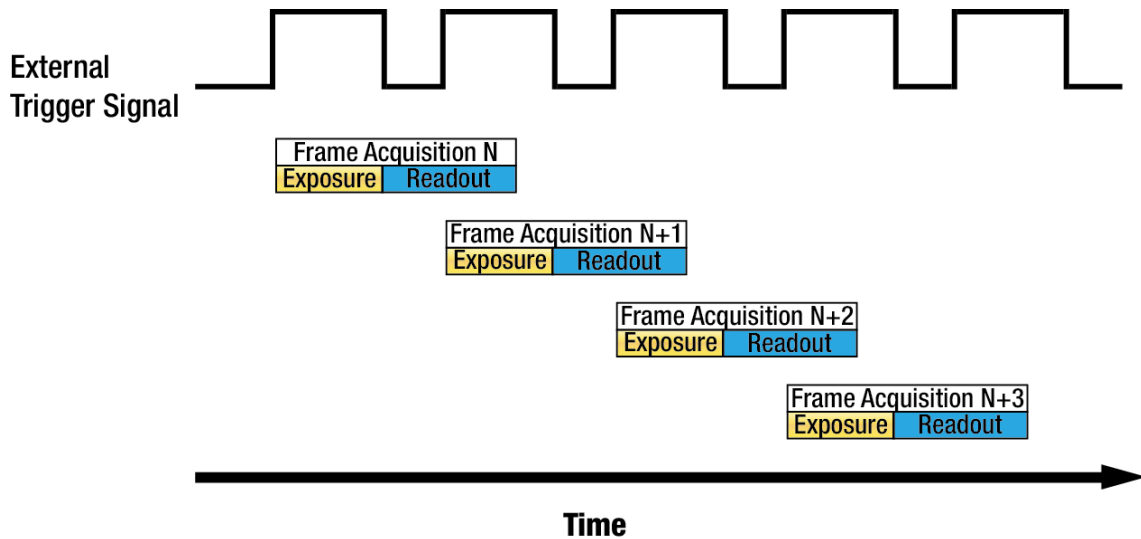 External
Trigger Signal
Frame Acquisition N
Exposure Readout
Frame Acquisition N+1
Exposure Readout
Frame Acquisition N+2
Exposure Readout
Frame Acquisition N+3
Exposure Readout
Time